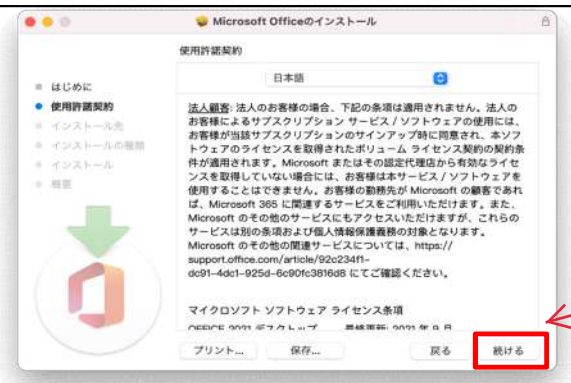 Microsoft Officeのインストール
使用許諾契約
はじめに
使用許諾契約
インストール先
インストールの種類
インストール
概要
日本語
法人顧客: 法人のお客様の場合、下記の条項は適用されません。法人の
お客様によるサブスクリプション サービス / ソフトウェアの使用には、
お客様が当該サブスクリプションのサインアップ時に同意され、本ソフ
トウェアのライセンスを取得されたボリューム ライセンス契約の契約条
件が適用されます。Microsoft またはその認定代理店から有効なライセ
ンスを取得していない場合には、お客様は本サービス / ソフトウェアを
使用することはできません。お客様の勤務先が Microsoft の顧客であれ
ば、Microsoft 365 に関連するサービスをご利用いただけます。また、
Microsoft のその他のサービスにもアクセスいただけますが、これらの
サービスは別の条項および個人情報保護義務の対象となります。
Microsoft のその他の関連サービスについては、https://
support.office.com/article/92c234f1-
dc91-4dc1-925d-6c90fc3816d8 にてご確認ください。
マイクロソフト ソフトウェア ライセンス条項
OFFICE 2021 デスクトップ 最終更新: 2021 年 9 月
プリント...
保存...
戻る
続ける